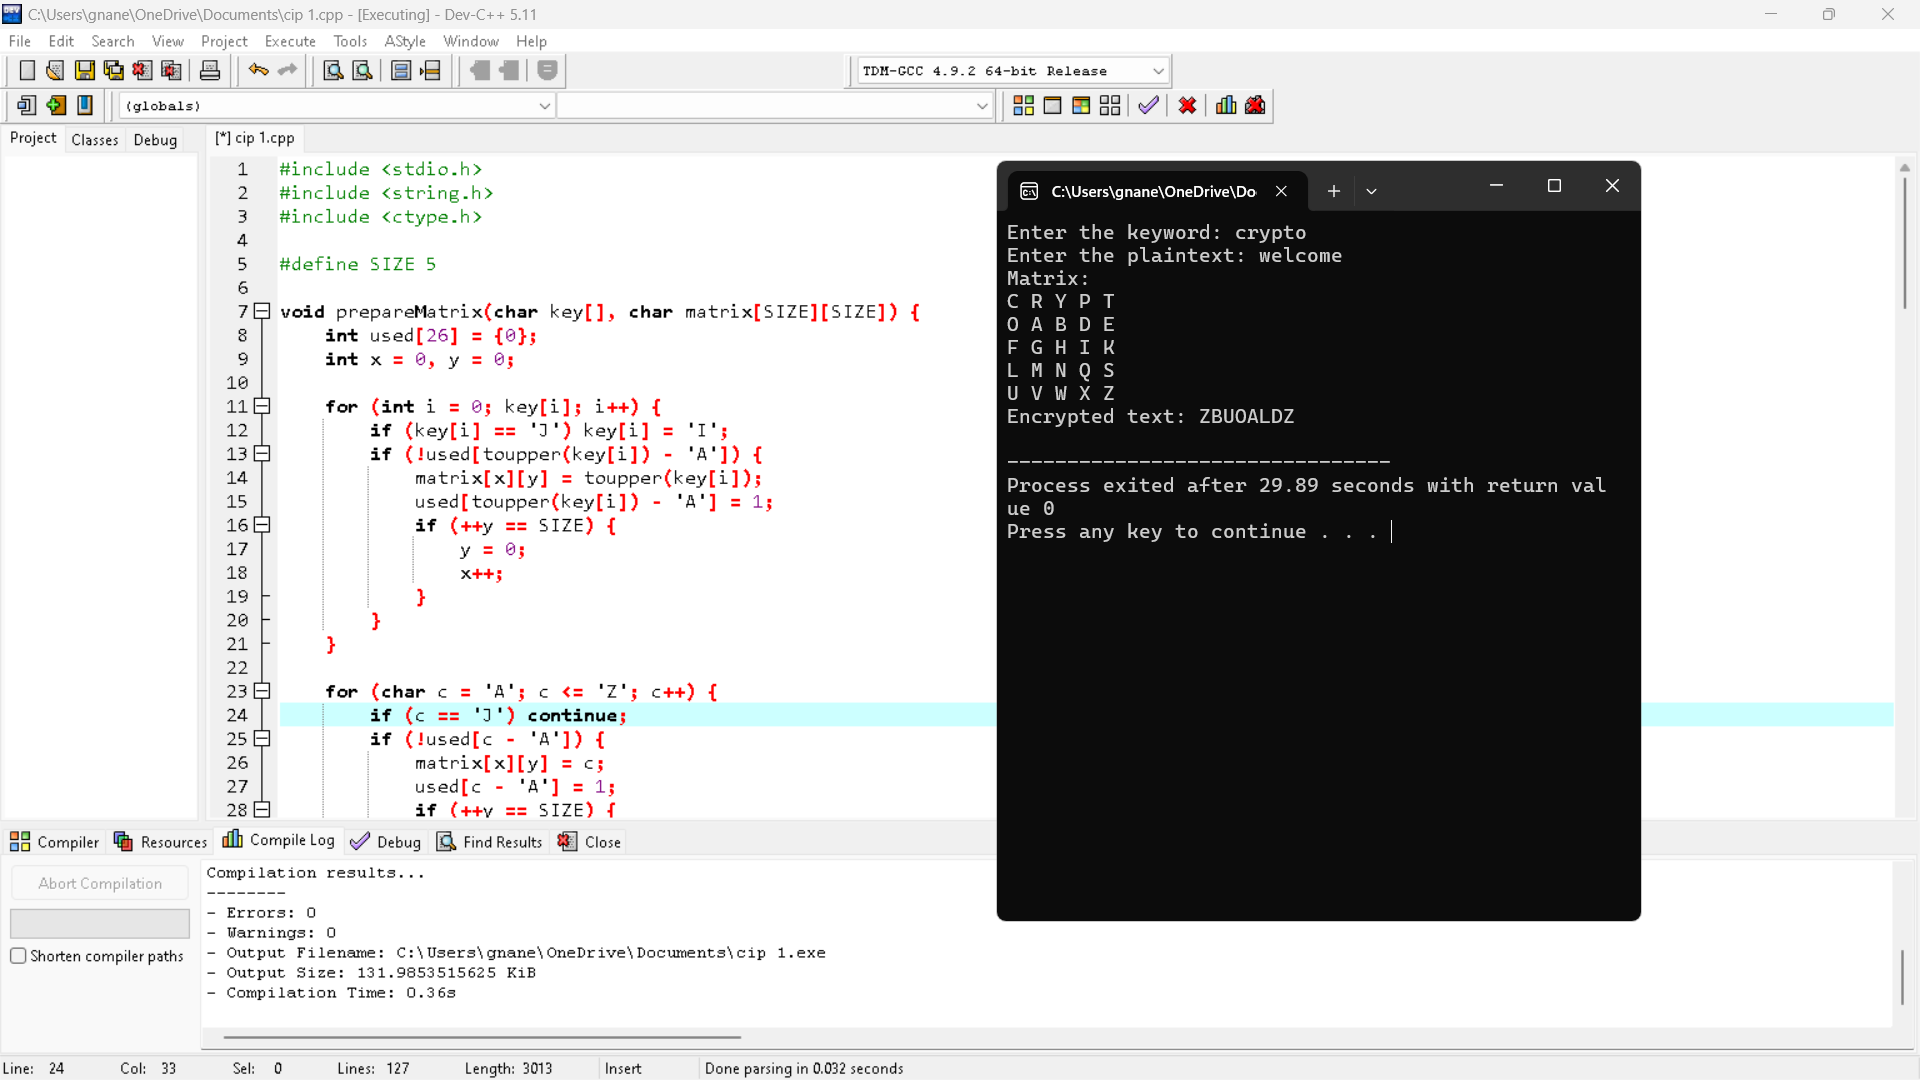 C:\Users\gnane\OneDrive\Documents\cip 1.cpp - [Executing] - Dev-C++ 5.11
File Edit Search View Project Execute Tools AStyle Window Help
TDM-GCC 4.9.2 64-bit Release
(globals)
Project Classes Debug
[*] cip 1.cpp
1 #include <stdio.h>
2 #include <string.h>
3 #include <ctype.h>
4
5 #define SIZE 5
6
7 void prepareMatrix(char key[], char matrix[SIZE][SIZE]) {
8 int used[26] = {0};
9 int x = 0, y = 0;
10
11 for (int i = 0; key[i]; i++) {
12 if (key[i] == 'J') key[i] = 'I';
13 if (!used[toupper(key[i]) - 'A']) {
14 matrix[x][y] = toupper(key[i]);
15 used[toupper(key[i]) - 'A'] = 1;
16 if (++y == SIZE) {
17 y = 0;
18 x++;
19 }
20 }
21 }
22
23 for (char c = 'A'; c <= 'Z'; c++) {
24 if (c == 'J') continue;
25 if (!used[c - 'A']) {
26 matrix[x][y] = c;
27 used[c - 'A'] = 1;
28 if (++y == SIZE) {
C:\Users\gnane\OneDrive\Do
Enter the keyword: crypto
Enter the plaintext: welcome
Matrix:
C R Y P T
O A B D E
F G H I K
L M N Q S
U V W X Z
Encrypted text: ZBUOALDZ
--------------------------------
Process exited after 29.89 seconds with return val
ue 0
Press any key to continue . . .
Compiler Resources Compile Log Debug Find Results Close
Abort Compilation
Shorten compiler paths
Compilation results...
--------
- Errors: 0
- Warnings: 0
- Output Filename: C:\Users\gnane\OneDrive\Documents\cip 1.exe
- Output Size: 131.9853515625 KiB
- Compilation Time: 0.36s
Line: 24 Col: 33 Sel: 0 Lines: 127 Length: 3013 Insert Done parsing in 0.032 seconds